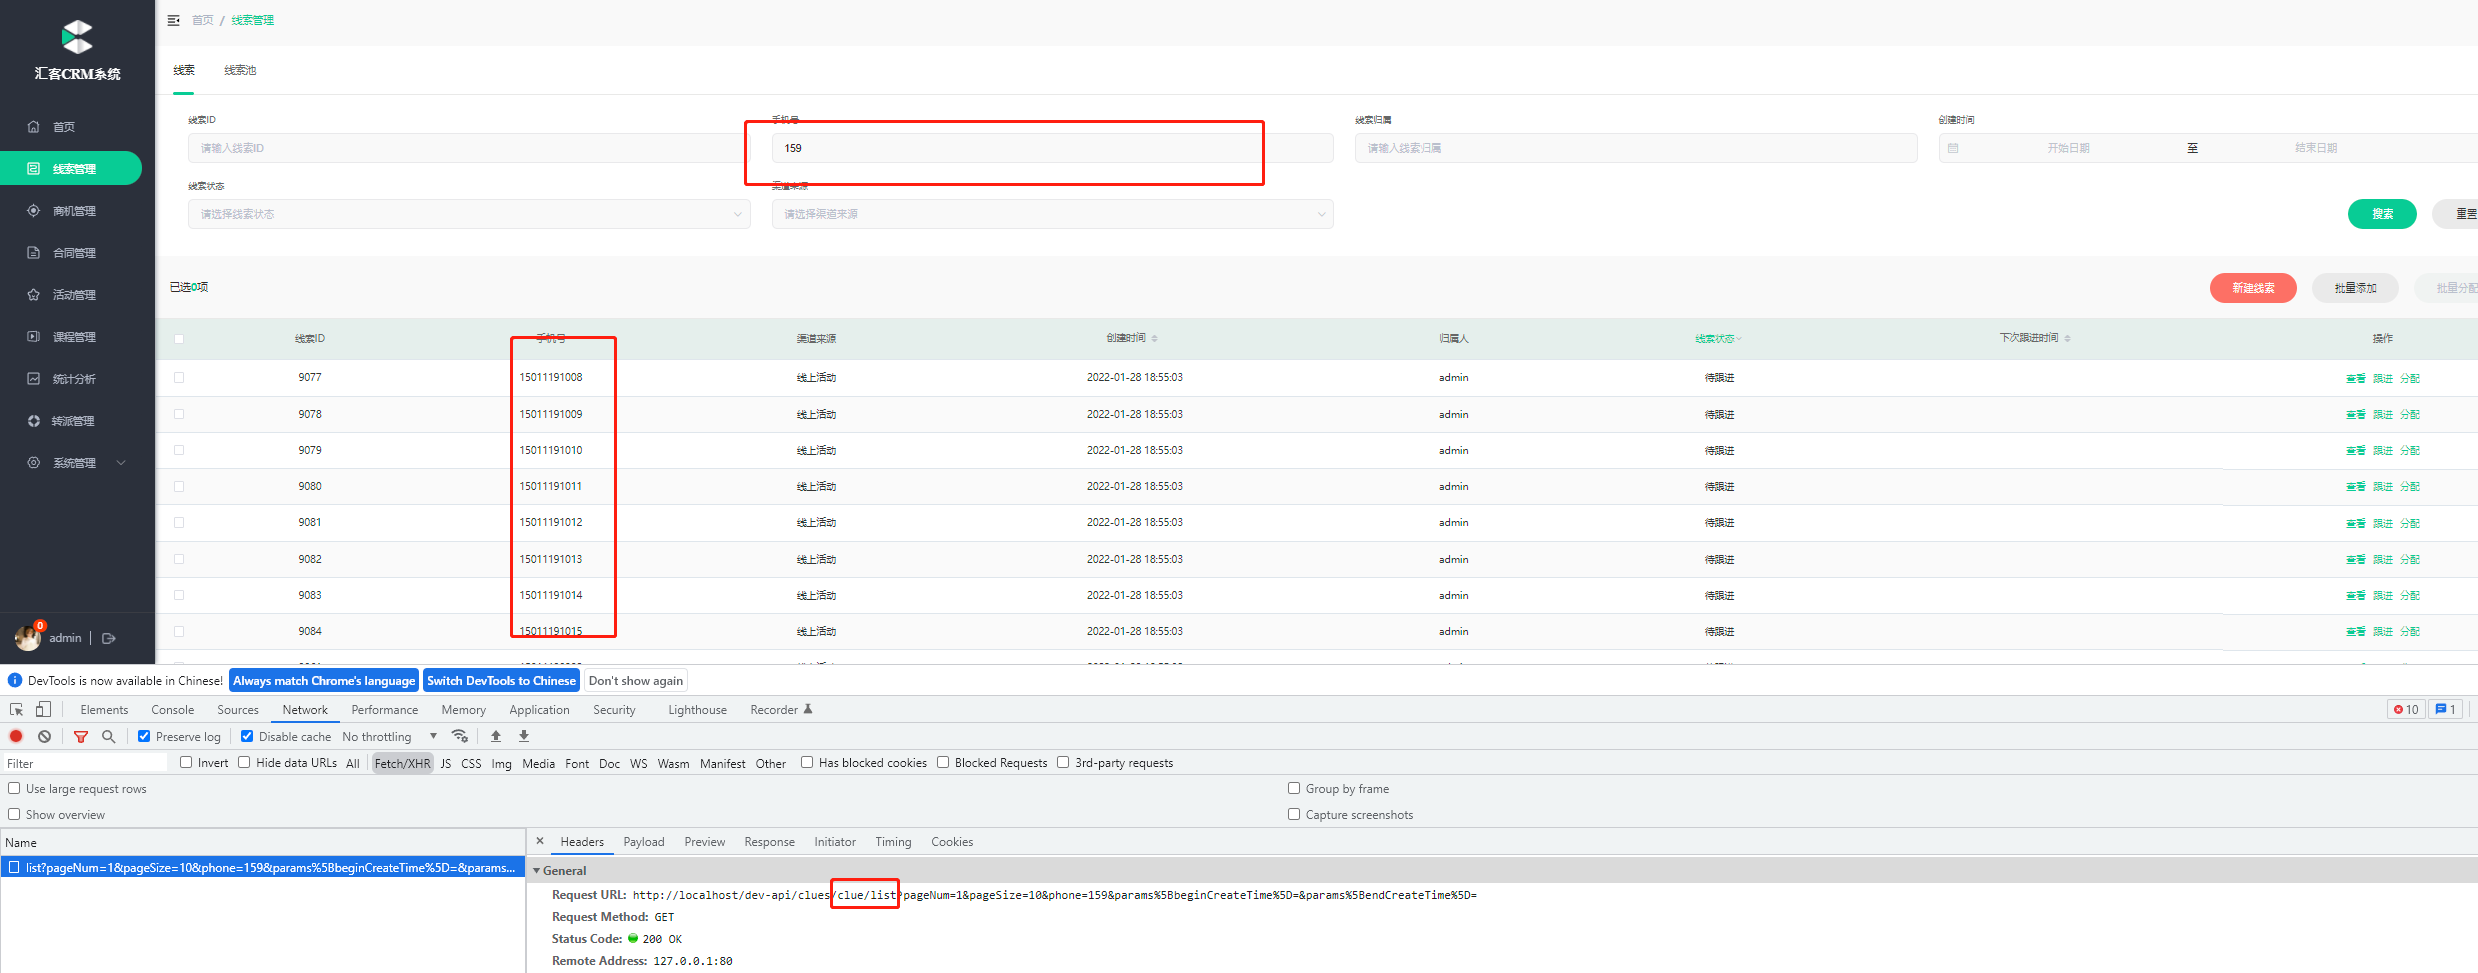 汇客CRM系统
首页
线索管理
商机管理
合同管理
活动管理
课程管理
统计分析
转派管理
系统管理
0
admin
首页 / 线索管理
线索 线索池
线索ID 手机号 线索归属 创建时间
请输入线索ID 159 请输入线索归属 开始日期 至 结束日期
线索状态 渠道来源
请选择线索状态 请选择渠道来源 搜索 重置
已选0项 新建线索 批量添加 批量分配
线索ID 手机号 渠道来源 创建时间 归属人 线索状态 下次跟进时间 操作
9077 15011191008 线上活动 2022-01-28 18:55:03 admin 待跟进 查看 跟进 分配
9078 15011191009 线上活动 2022-01-28 18:55:03 admin 待跟进 查看 跟进 分配
9079 15011191010 线上活动 2022-01-28 18:55:03 admin 待跟进 查看 跟进 分配
9080 15011191011 线上活动 2022-01-28 18:55:03 admin 待跟进 查看 跟进 分配
9081 15011191012 线上活动 2022-01-28 18:55:03 admin 待跟进 查看 跟进 分配
9082 15011191013 线上活动 2022-01-28 18:55:03 admin 待跟进 查看 跟进 分配
9083 15011191014 线上活动 2022-01-28 18:55:03 admin 待跟进 查看 跟进 分配
9084 15011191015 线上活动 2022-01-28 18:55:03 admin 待跟进 查看 跟进 分配
DevTools is now available in Chinese! Always match Chrome's language Switch DevTools to Chinese Don't show again
Elements Console Sources Network Performance Memory Application Security Lighthouse Recorder 10 1
Preserve log Disable cache No throttling
Filter Invert Hide data URLs All Fetch/XHR JS CSS Img Media Font Doc WS Wasm Manifest Other Has blocked cookies Blocked Requests 3rd-party requests
Use large request rows Group by frame
Show overview Capture screenshots
Name
list?pageNum=1&pageSize=10&phone=159&params%5BbeginCreateTime%5D=&params...
Headers Payload Preview Response Initiator Timing Cookies
General
Request URL: http://localhost/dev-api/clues/clue/list?pageNum=1&pageSize=10&phone=159&params%5BbeginCreateTime%5D=&params%5BendCreateTime%5D=
Request Method: GET
Status Code: 200 OK
Remote Address: 127.0.0.1:80